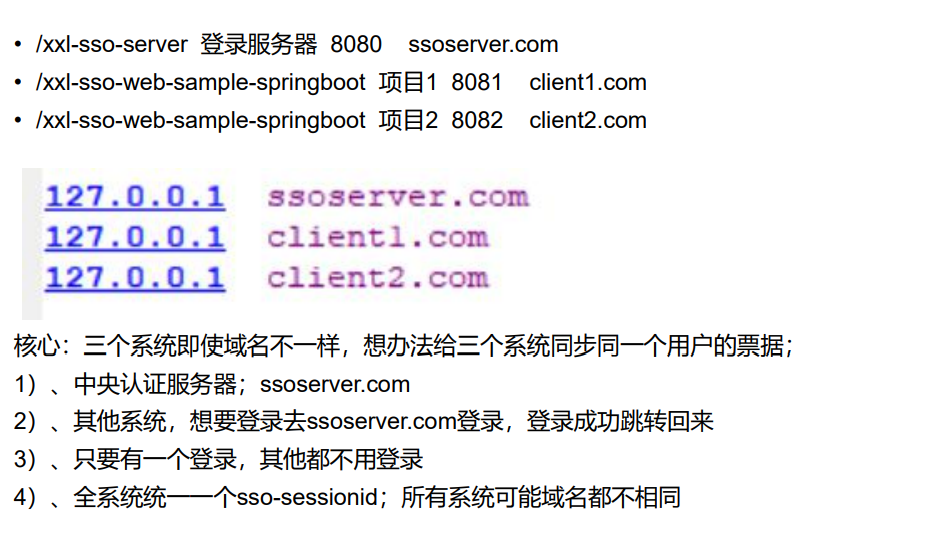 • /xxl-sso-server 登录服务器 8080 ssoserver.com
• /xxl-sso-web-sample-springboot 项目1 8081 client1.com
• /xxl-sso-web-sample-springboot 项目2 8082 client2.com
127.0.0.1 ssoserver.com
127.0.0.1 client1.com
127.0.0.1 client2.com
核心：三个系统即使域名不一样，想办法给三个系统同步同一个用户的票据；
1）、中央认证服务器；ssoserver.com
2）、其他系统，想要登录去ssoserver.com登录，登录成功跳转回来
3）、只要有一个登录，其他都不用登录
4）、全系统统一一个sso-sessionid；所有系统可能域名都不相同